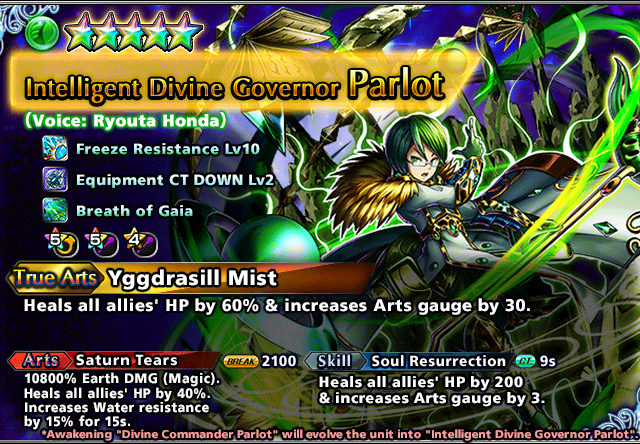 Intelligent Divine Governor Parlot
(Voice: Ryouta Honda)
Freeze Resistance Lv10
Equipment CT DOWN Lv2
Breath of Gaia
5 5 4
True Arts Yggdrasill Mist
Heals all allies' HP by 60% & increases Arts gauge by 30.
Arts Saturn Tears BREAK 2100
10800% Earth DMG (Magic).
Heals all allies' HP by 40%.
Increases Water resistance
by 15% for 15s.
Skill Soul Resurrection CT 9s
Heals all allies' HP by 200
& increases Arts gauge by 3.
*Awakening "Divine Commander Parlot" will evolve the unit into "Intelligent Divine Governor Parlot"